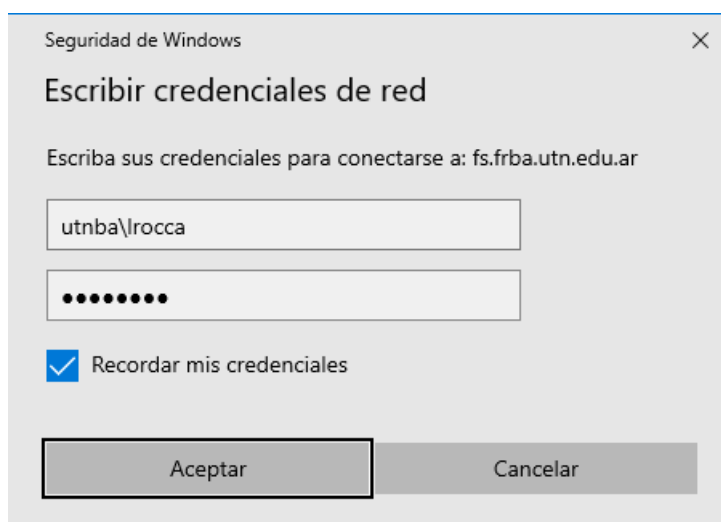 Seguridad de Windows
Escribir credenciales de red
Escriba sus credenciales para conectarse a: fs.frba.utn.edu.ar
utnba\lrocca
●●●●●●●●
Recordar mis credenciales
Aceptar
Cancelar